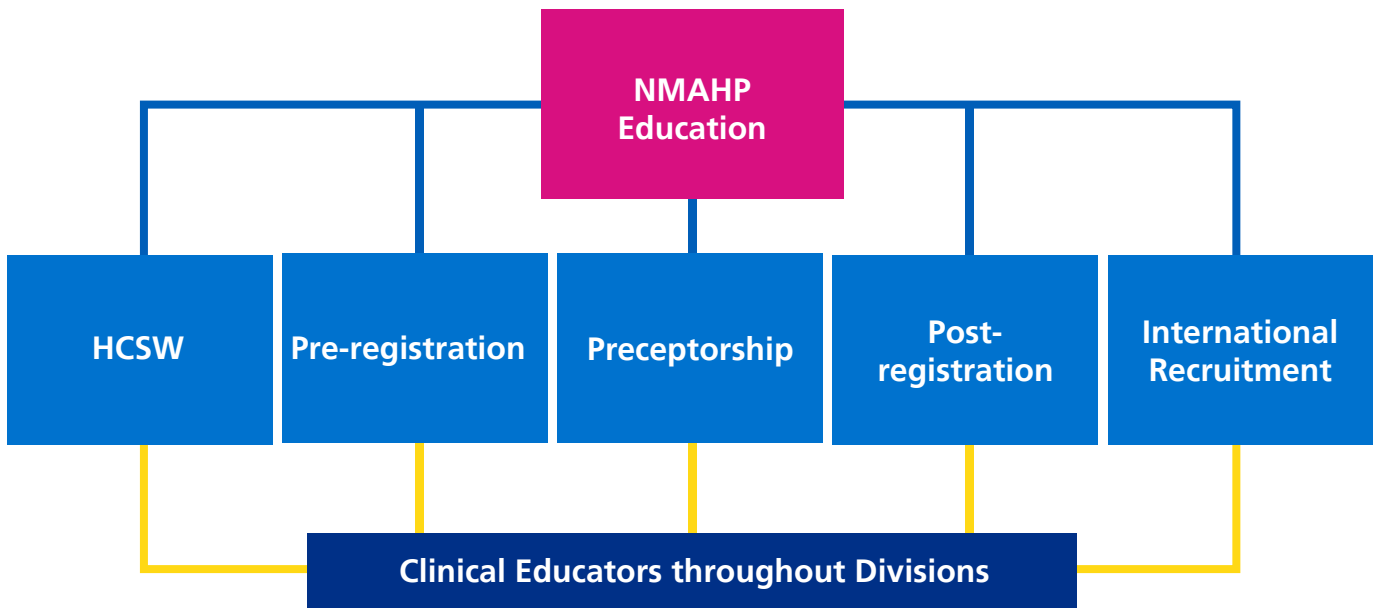 NMAHP
Education
HCSW
Pre-registration
Preceptorship
Post-
registration
International
Recruitment
Clinical Educators throughout Divisions